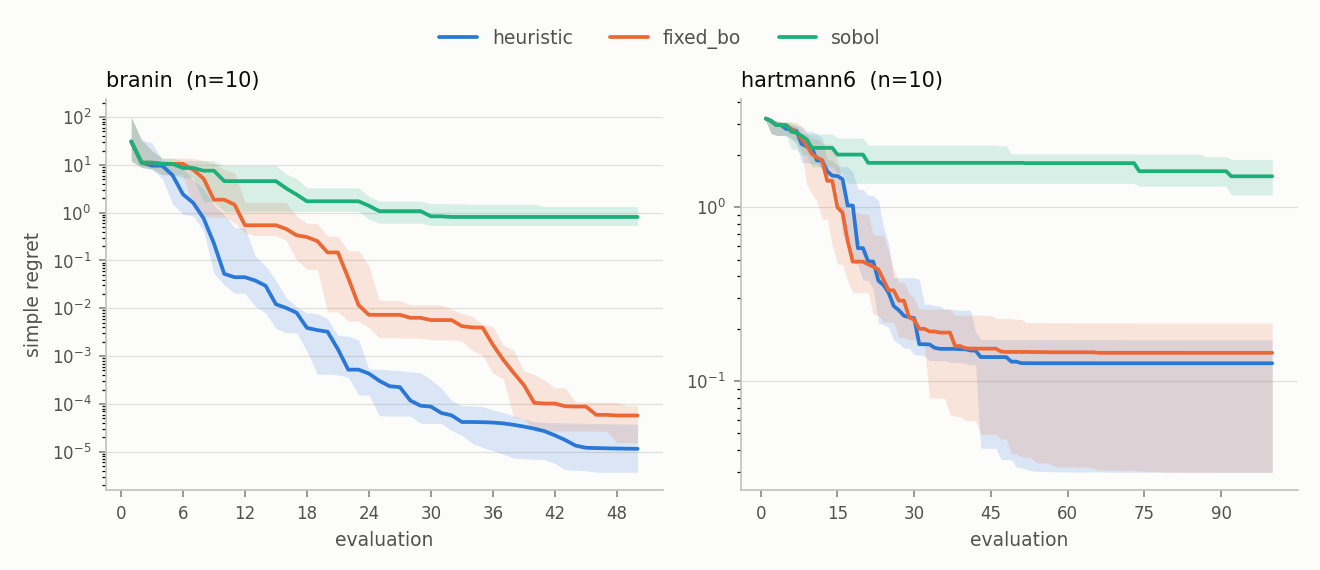 heuristic fixed_bo sobol
branin (n=10)
simple regret
10²
10¹
10⁰
10⁻¹
10⁻²
10⁻³
10⁻⁴
10⁻⁵
0 6 12 18 24 30 36 42 48
evaluation
hartmann6 (n=10)
10⁰
10⁻¹
0 15 30 45 60 75 90
evaluation